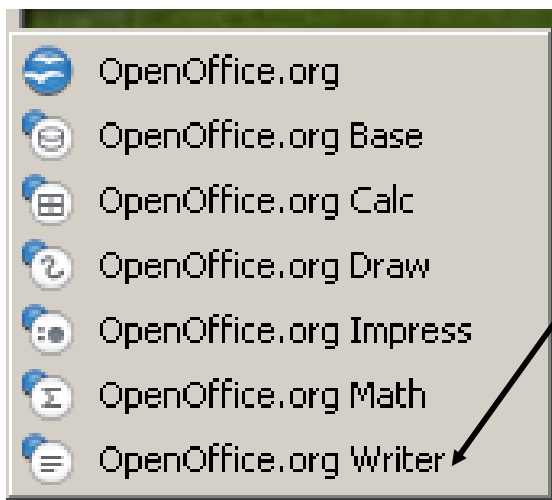 OpenOffice.org
OpenOffice.org Base
OpenOffice.org Calc
OpenOffice.org Draw
OpenOffice.org Impress
OpenOffice.org Math
OpenOffice.org Writer